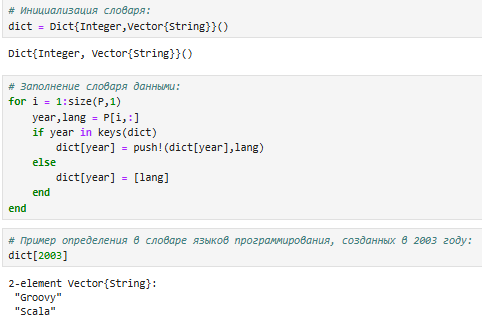 # Инициализация словаря:
dict = Dict{Integer,Vector{String}}()
Dict{Integer, Vector{String}}()
# Заполнение словаря данными:
for i = 1:size(P,1)
    year,lang = P[i,:]
    if year in keys(dict)
        dict[year] = push!(dict[year],lang)
    else
        dict[year] = [lang]
    end
end
# Пример определения в словаре языков программирования, созданных в 2003 году:
dict[2003]
2-element Vector{String}:
 "Groovy"
 "Scala"